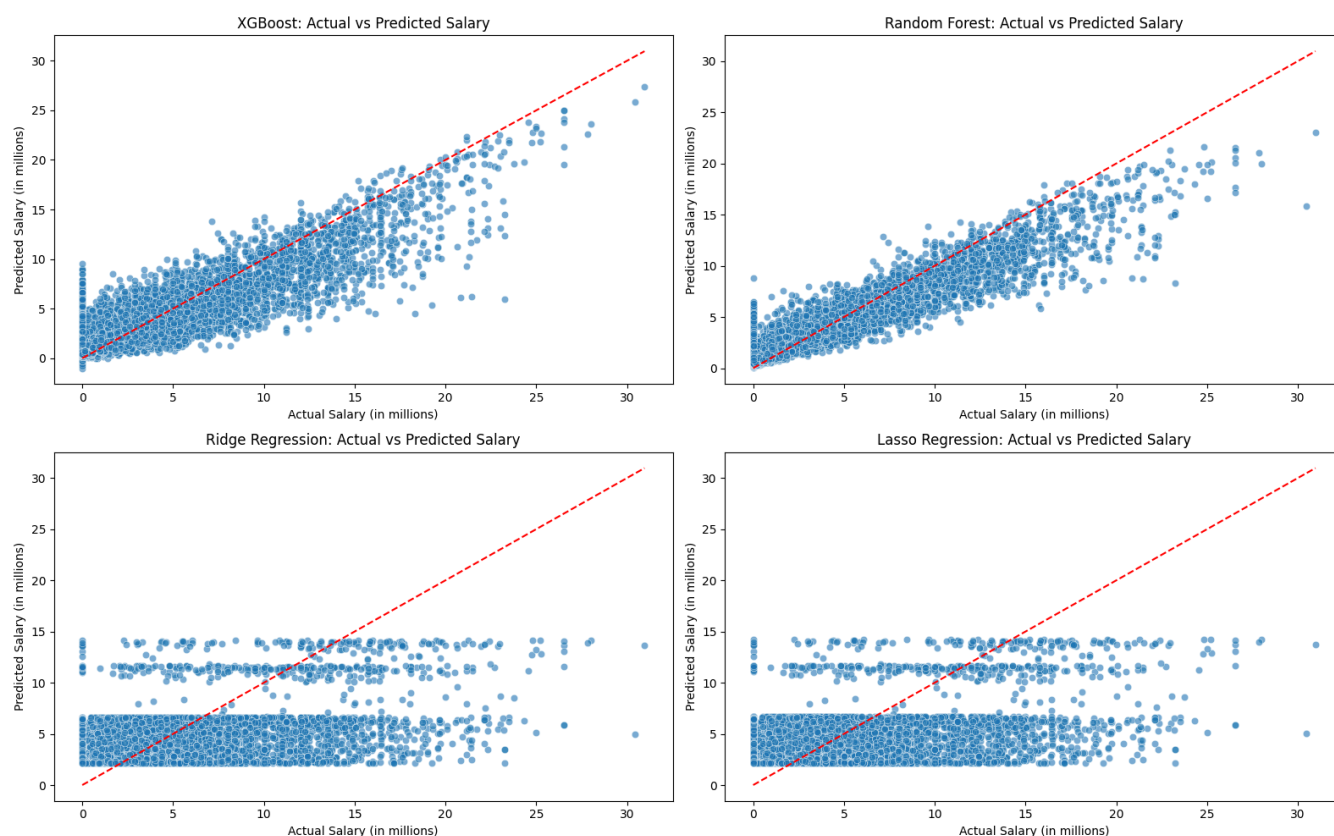 XGBoost: Actual vs Predicted Salary
Predicted Salary (in millions)
30
25
20
15
10
5
0
0 5 10 15 20 25 30
Actual Salary (in millions)
Random Forest: Actual vs Predicted Salary
Predicted Salary (in millions)
30
25
20
15
10
5
0
0 5 10 15 20 25 30
Actual Salary (in millions)
Ridge Regression: Actual vs Predicted Salary
Predicted Salary (in millions)
30
25
20
15
10
5
0
0 5 10 15 20 25 30
Actual Salary (in millions)
Lasso Regression: Actual vs Predicted Salary
Predicted Salary (in millions)
30
25
20
15
10
5
0
0 5 10 15 20 25 30
Actual Salary (in millions)